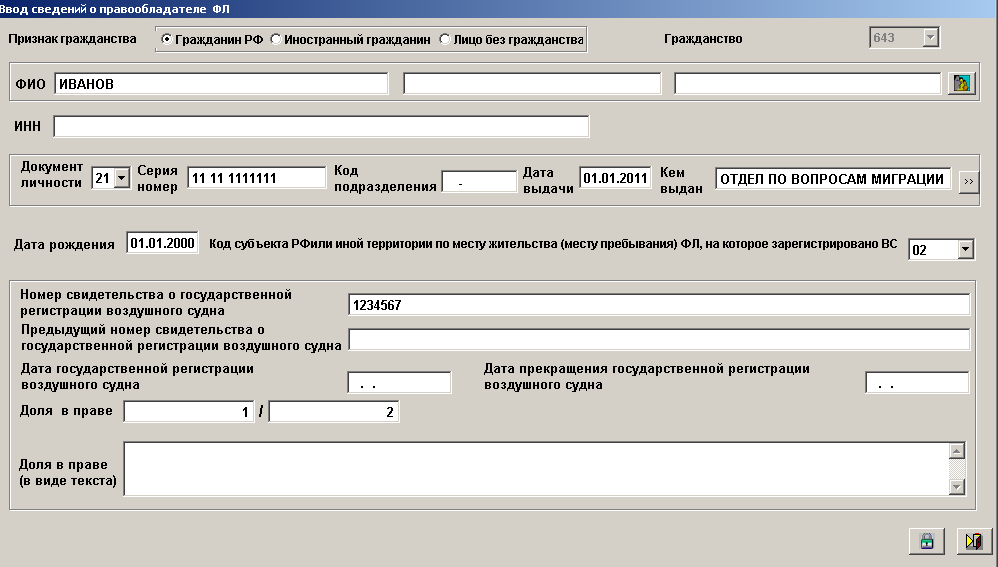 Ввод сведений о правообладателе ФЛ
Признак гражданства Гражданин РФ Иностранный гражданин Лицо без гражданства Гражданство 643
ФИО ИВАНОВ
ИНН
Документ личности 21 Серия номер 11 11 1111111 Код подразделения - Дата выдачи 01.01.2011 Кем выдан ОТДЕЛ ПО ВОПРОСАМ МИГРАЦИИ >>
Дата рождения 01.01.2000 Код субъекта РФили иной территории по месту жительства (месту пребывания) ФЛ, на которое зарегистрировано ВС 02
Номер свидетельства о государственной
регистрации воздушного судна 1234567
Предыдущий номер свидетельства о
государственной регистрации воздушного судна
Дата государственной регистрации
воздушного судна . .
Дата прекращения государственной регистрации
воздушного судна . .
Доля в праве 1 / 2
Доля в праве
(в виде текста)